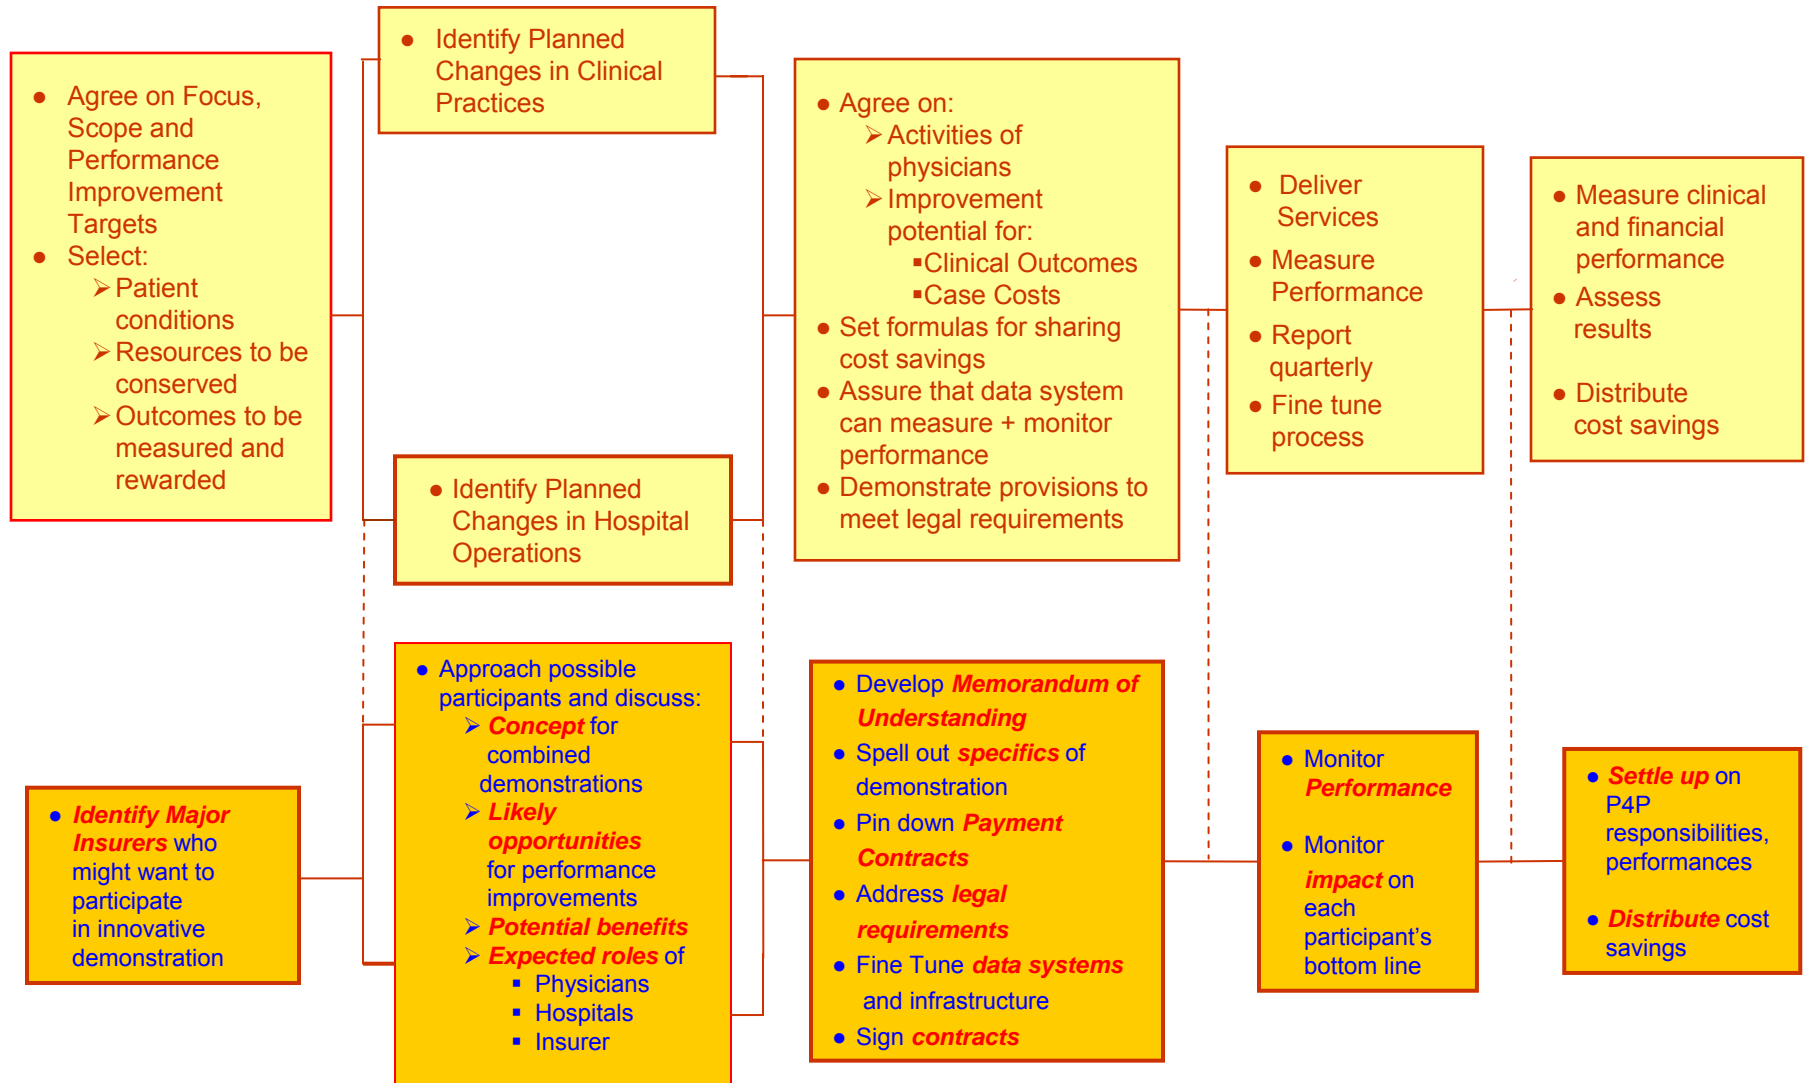 ● Agree on Focus,
Scope and
Performance
Improvement
Targets
● Select:
➢ Patient
conditions
➢ Resources to be
conserved
➢ Outcomes to be
measured and
rewarded
● Identify Planned
Changes in Clinical
Practices
● Identify Planned
Changes in Hospital
Operations
● Agree on:
➢ Activities of
physicians
➢ Improvement
potential for:
▪ Clinical Outcomes
▪ Case Costs
● Set formulas for sharing
cost savings
● Assure that data system
can measure + monitor
performance
● Demonstrate provisions to
meet legal requirements
● Deliver
Services
● Measure
Performance
● Report
quarterly
● Fine tune
process
● Measure clinical
and financial
performance
● Assess
results
● Distribute
cost savings
● Identify Major
Insurers who
might want to
participate
in innovative
demonstration
● Approach possible
participants and discuss:
➢ Concept for
combined
demonstrations
➢ Likely
opportunities
for performance
improvements
➢ Potential benefits
➢ Expected roles of
▪ Physicians
▪ Hospitals
▪ Insurer
● Develop Memorandum of
Understanding
● Spell out specifics of
demonstration
● Pin down Payment
Contracts
● Address legal
requirements
● Fine Tune data systems
and infrastructure
● Sign contracts
● Monitor
Performance
● Monitor
impact on
each
participant's
bottom line
● Settle up on
P4P
responsibilities,
performances
● Distribute cost
savings